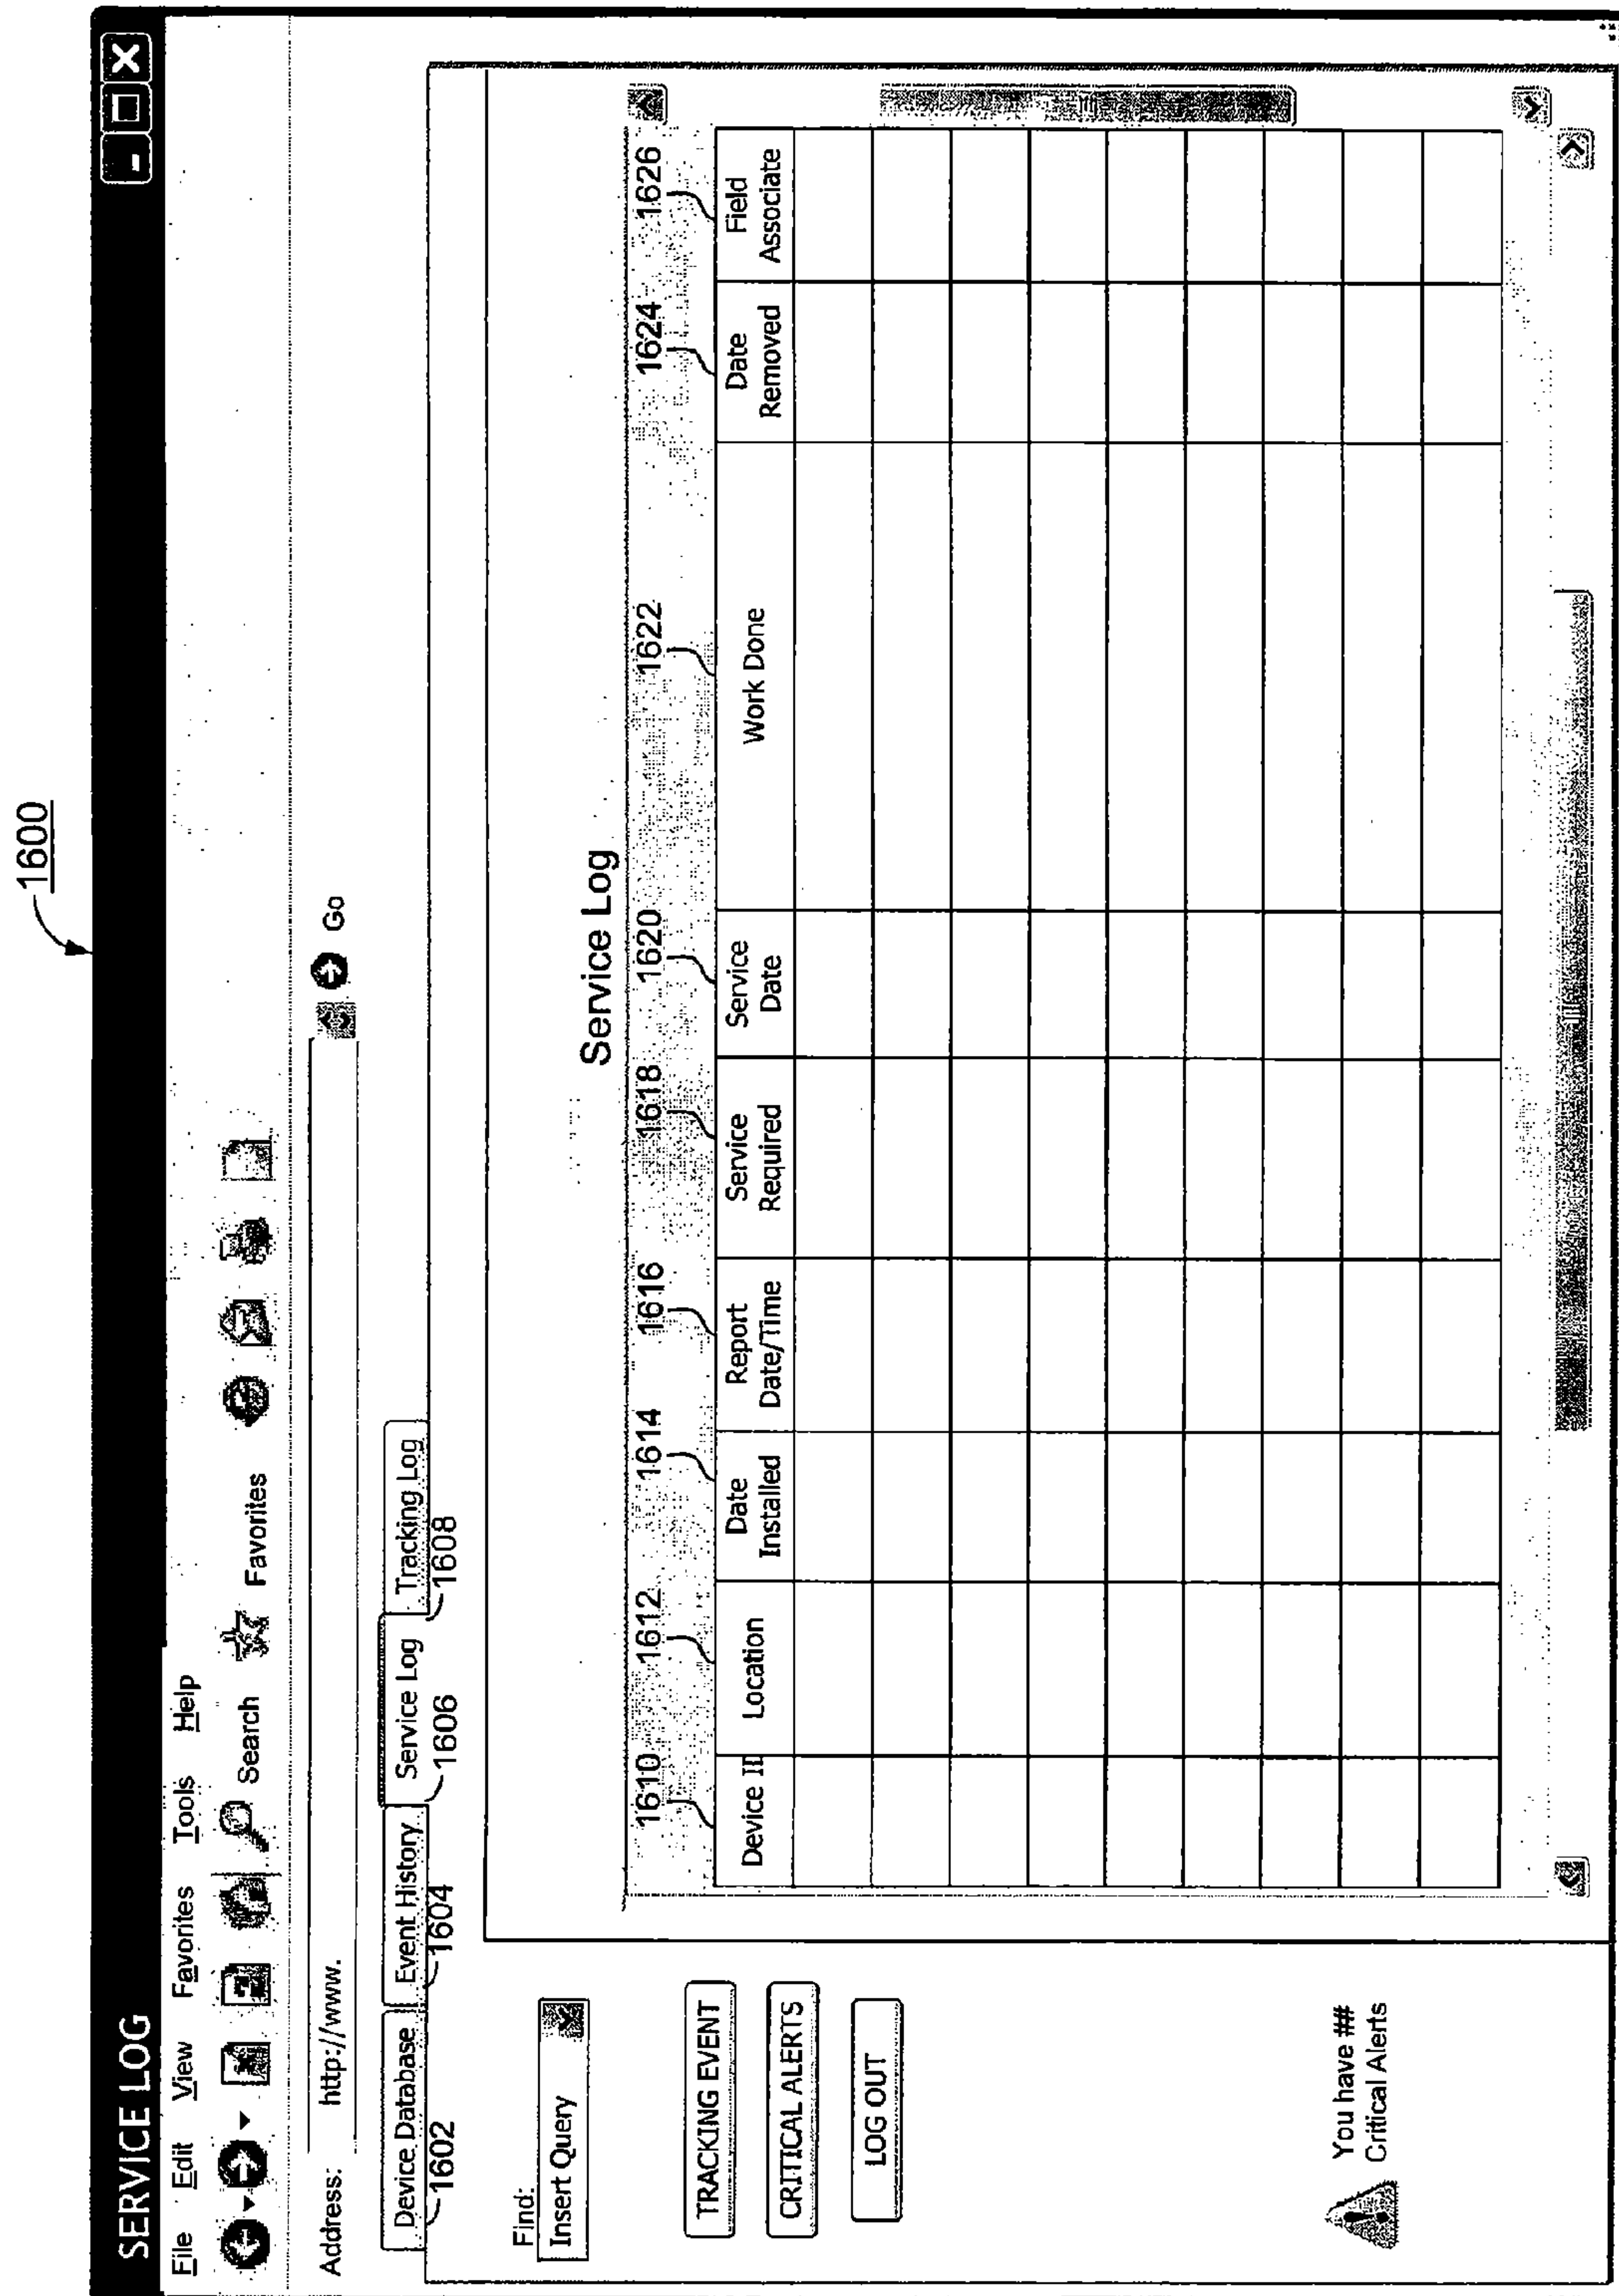 1600
SERVICE LOG
File Edit View Favorites Tools Help
Search Favorites
Address: http://www. Go
Device Database Event History Service Log Tracking Log
1602 1604 1606 1608
Find:
Insert Query
TRACKING EVENT
CRITICAL ALERTS
LOG OUT
You have ##
Critical Alerts
Service Log
1610 1612 1614 1616 1618 1620 1622 1624 1626
Device ID Location Date Installed Report Date/Time Service Required Service Date Work Done Date Removed Field Associate